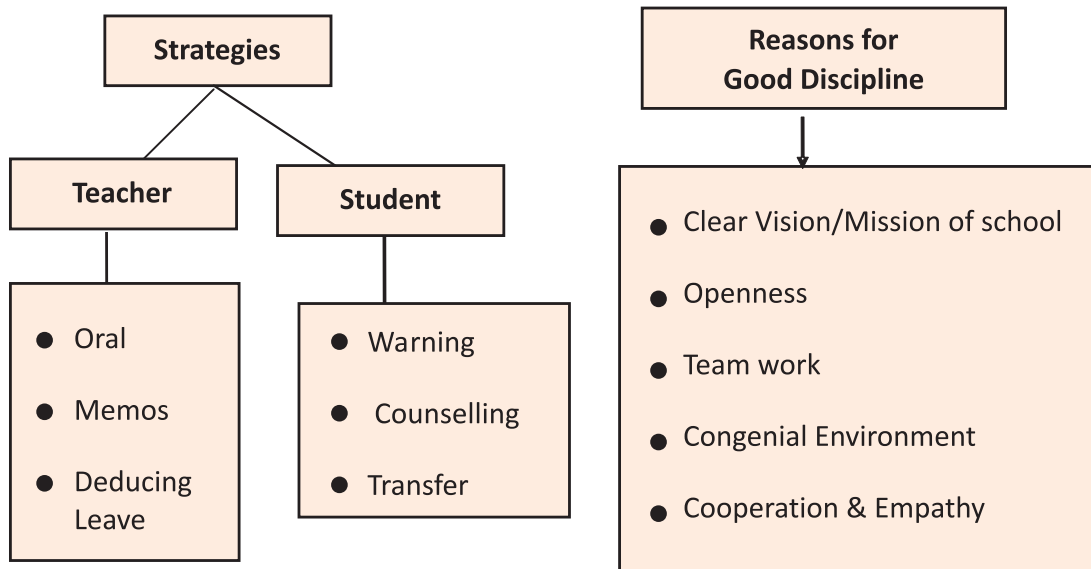 Strategies
Teacher
Oral
Memos
Deducing
Leave
Student
Warning
Counselling
Transfer
Reasons for
Good Discipline
Clear Vision/Mission of school
Openness
Team work
Congenial Environment
Cooperation & Empathy